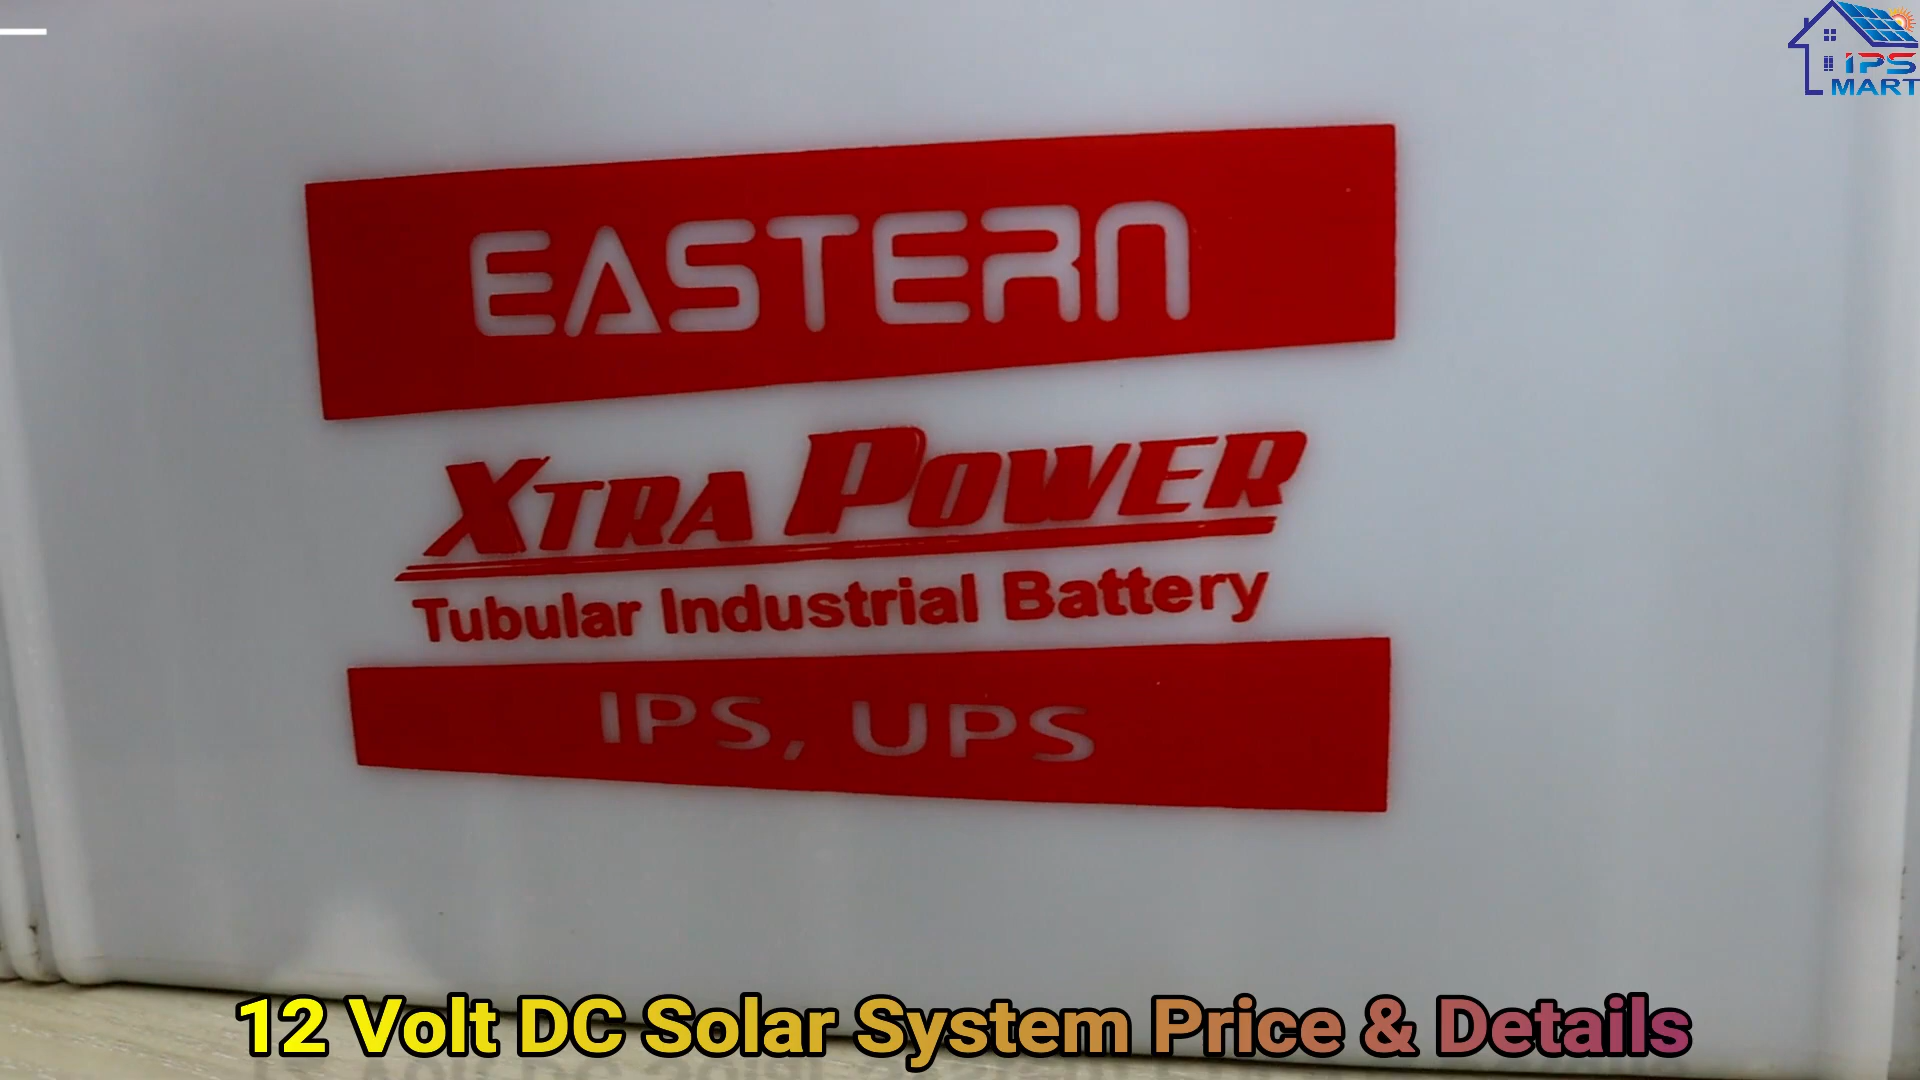 IPS
MART
EASTERN
XTRA POWER
Tubular Industrial Battery
IPS, UPS
12 Volt DC Solar System Price & Details